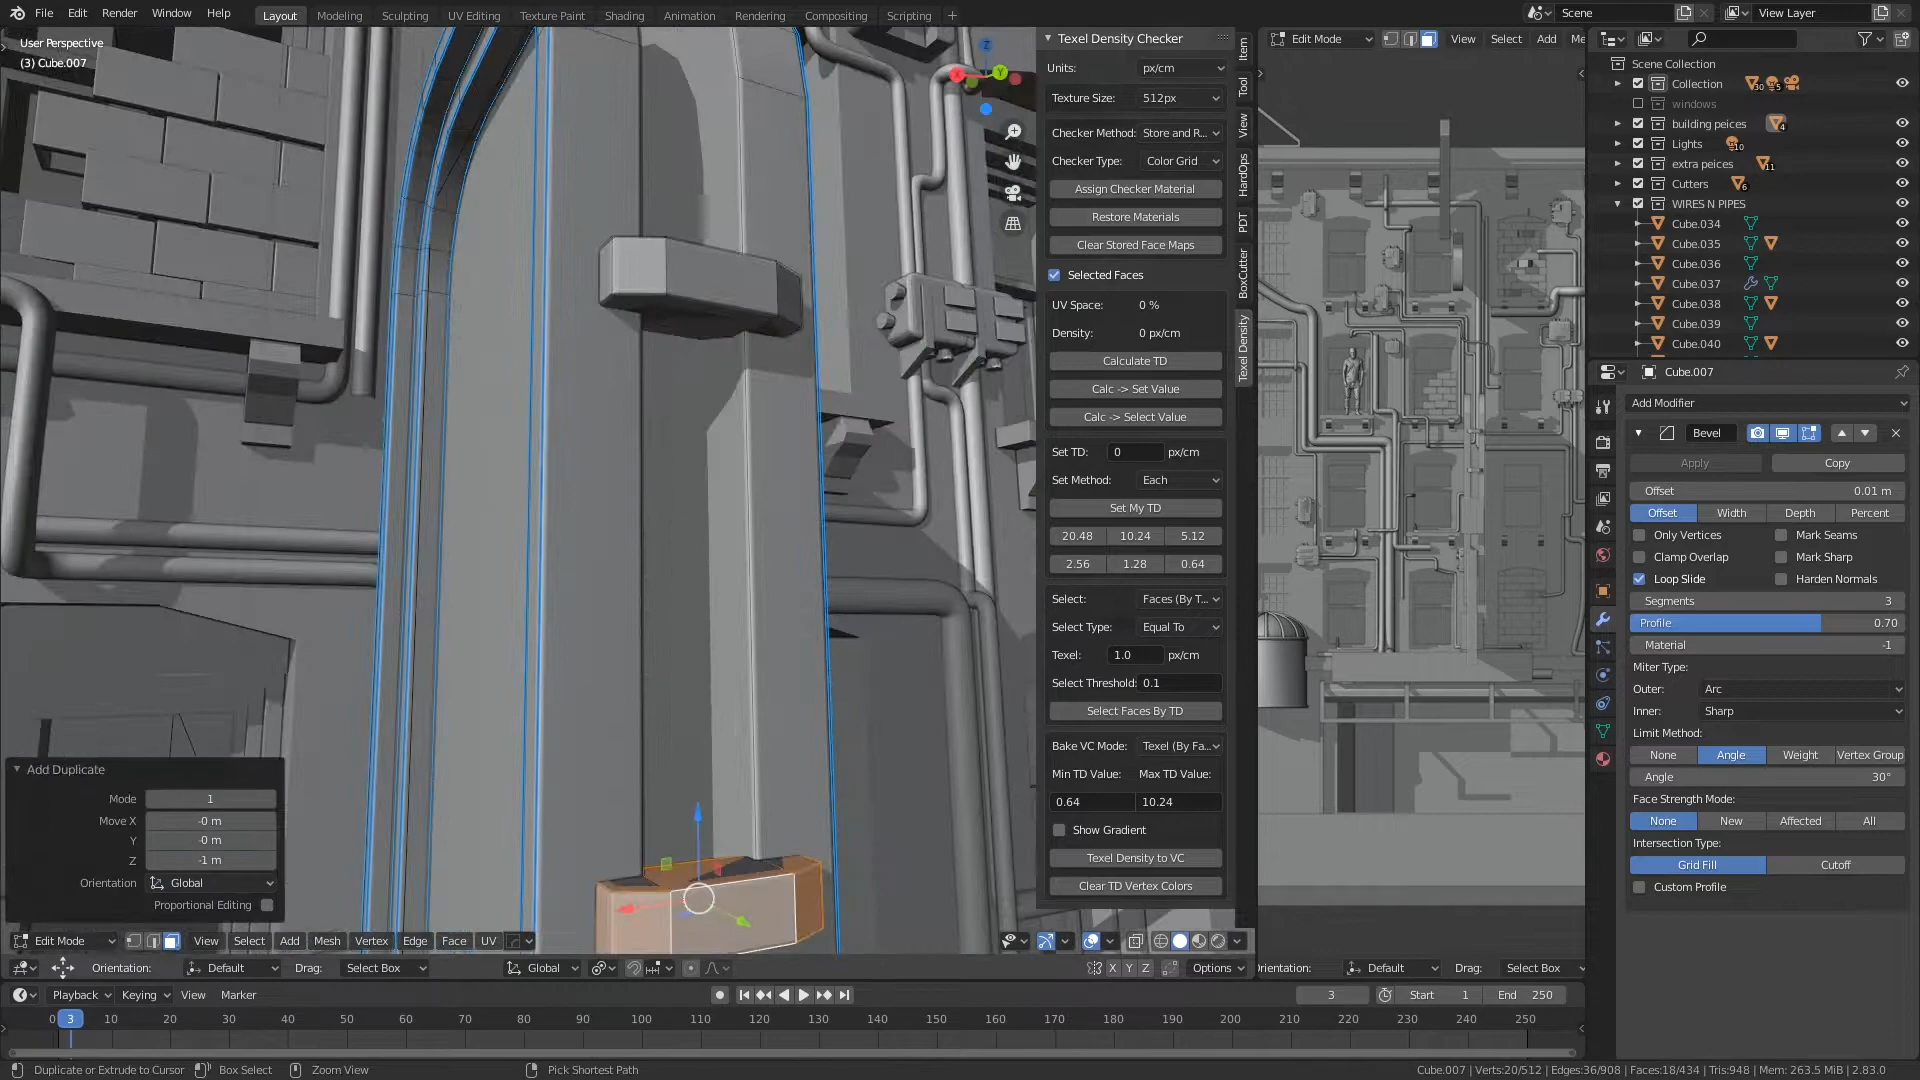 File Edit Render Window Help Layout Modeling Sculpting UV Editing Texture Paint Shading Animation Rendering Compositing Scripting + Scene View Layer
User Perspective
(3) Cube.007
Z
X
Y
Texel Density Checker
Units: px/cm
Texture Size: 512px
Checker Method: Store and R...
Checker Type: Color Grid
Assign Checker Material
Restore Materials
Clear Stored Face Maps
Selected Faces
UV Space: 0 %
Density: 0 px/cm
Calculate TD
Calc -> Set Value
Calc -> Select Value
Set TD: 0 px/cm
Set Method: Each
Set My TD
20.48 10.24 5.12
2.56 1.28 0.64
Select: Faces (By T...
Select Type: Equal To
Texel: 1.0 px/cm
Select Threshold: 0.1
Select Faces By TD
Bake VC Mode: Texel (By Fa...
Min TD Value: Max TD Value:
0.64 10.24
Show Gradient
Texel Density to VC
Clear TD Vertex Colors
Item
Tool
View
HardOps
PDT
BoxCutter
Texel Density
Edit Mode View Select Add Me
Scene Collection
Collection 30 5
windows
building peices 4
Lights 10
extra peices 11
Cutters 6
WIRES N PIPES
Cube.034
Cube.035
Cube.036
Cube.037
Cube.038
Cube.039
Cube.040
Cube.007
Add Modifier
Bevel
Apply Copy
Offset 0.01 m
Offset Width Depth Percent
Only Vertices Mark Seams
Clamp Overlap Mark Sharp
Loop Slide Harden Normals
Segments 3
Profile 0.70
Material -1
Miter Type:
Outer: Arc
Inner: Sharp
Limit Method:
None Angle Weight Vertex Group
Angle 30°
Face Strength Mode:
None New Affected All
Intersection Type:
Grid Fill Cutoff
Custom Profile
Add Duplicate
Mode 1
Move X -0 m
Y -0 m
Z -1 m
Orientation Global
Proportional Editing
Edit Mode View Select Add Mesh Vertex Edge Face UV
Orientation: Default Drag: Select Box Global X Y Z Options
rientation: Default Drag: Select Box
Playback Keying View Marker 3 Start 1 End 250
0 3 10 20 30 40 50 60 70 80 90 100 110 120 130 140 150 160 170 180 190 200 210 220 230 240 250
Duplicate or Extrude to Cursor Box Select Zoom View Pick Shortest Path Cube.007 | Verts:20/512 | Edges:36/908 | Faces:18/434 | Tris:948 | Mem: 263.5 MiB | 2.83.0